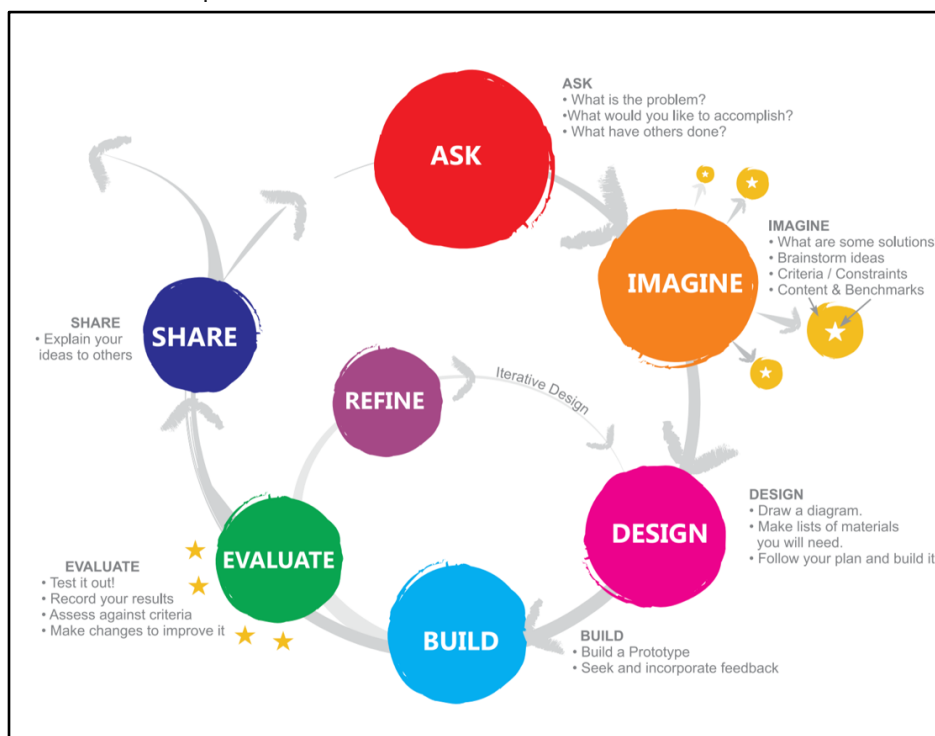 ASK
ASK
• What is the problem?
•What would you like to accomplish?
• What have others done?
IMAGINE
IMAGINE
• What are some solutions
• Brainstorm ideas
• Criteria / Constraints
• Content & Benchmarks
SHARE
SHARE
• Explain your
ideas to others
REFINE
Iterative Design
DESIGN
DESIGN
• Draw a diagram.
• Make lists of materials
you will need.
• Follow your plan and build it
EVALUATE
EVALUATE
• Test it out!
• Record your results
• Assess against criteria
• Make changes to improve it
BUILD
BUILD
• Build a Prototype
• Seek and incorporate feedback